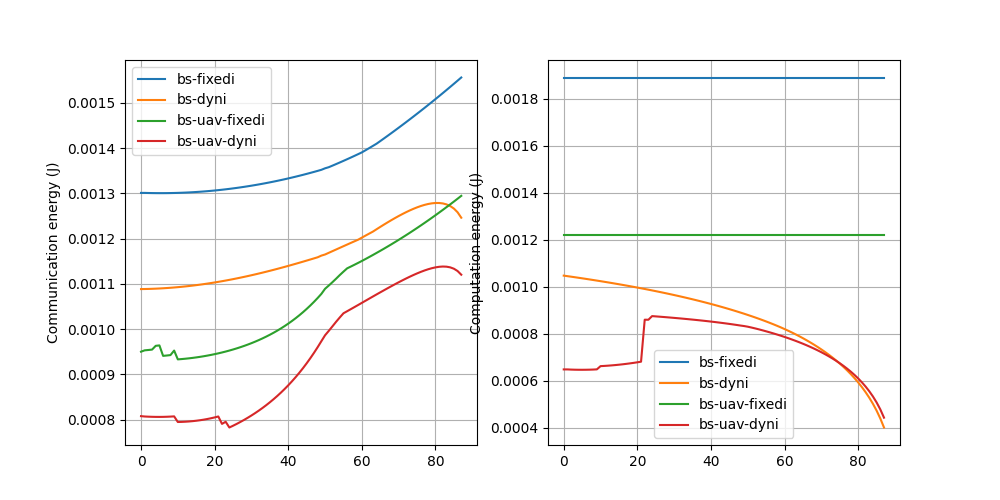 Communication energy (J)
0.0015
0.0014
0.0013
0.0012
0.0011
0.0010
0.0009
0.0008
0
20
40
60
80
bs-fixedi
bs-dyni
bs-uav-fixedi
bs-uav-dyni
Computation energy (J)
0.0018
0.0016
0.0014
0.0012
0.0010
0.0008
0.0006
0.0004
0
20
40
60
80
bs-fixedi
bs-dyni
bs-uav-fixedi
bs-uav-dyni